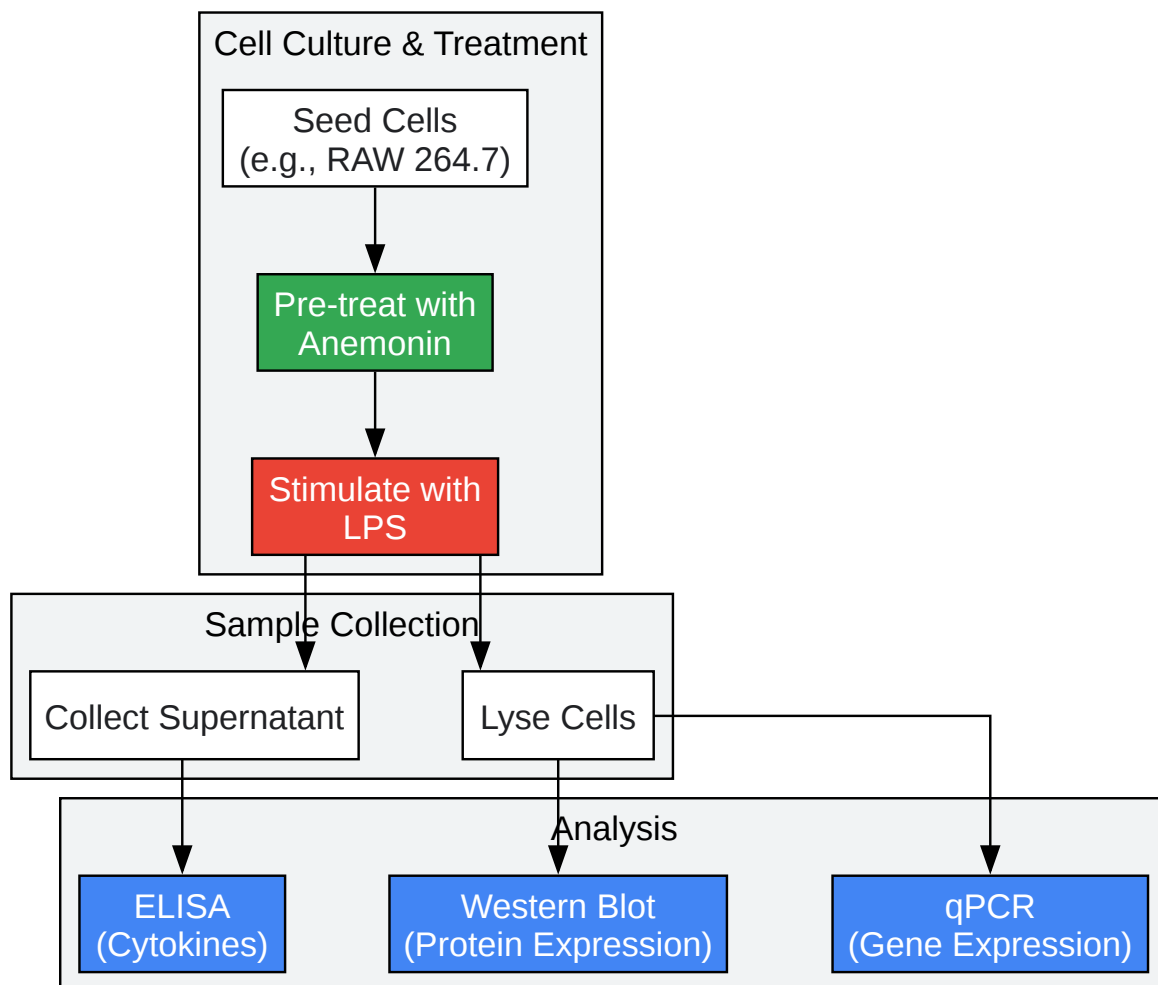 Cell Culture & Treatment
Seed Cells
(e.g., RAW 264.7)
Pre-treat with
Anemonin
Stimulate with
LPS
Sample Collection
Collect Supernatant
Lyse Cells
Analysis
ELISA
(Cytokines)
Western Blot
(Protein Expression)
qPCR
(Gene Expression)